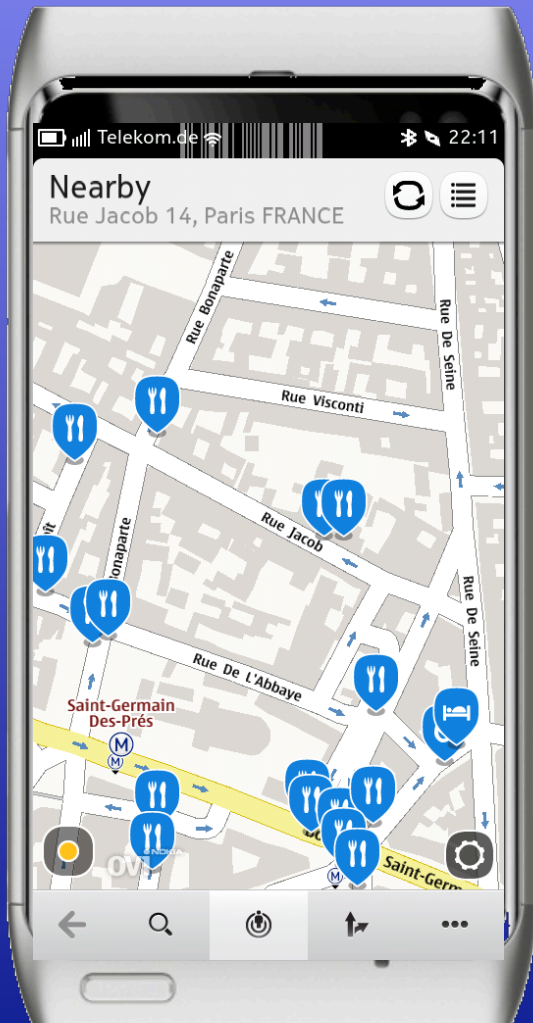 Telekom.de
22:11
Nearby
Rue Jacob 14, Paris FRANCE
Rue Bonaparte
Rue De Seine
Rue Visconti
Rue Jacob
Bonaparte
Rue De Seine
Rue De L'Abbaye
Saint-Germain
Des-Prés
M
M
OVI NOKIA
M
Saint-Germ